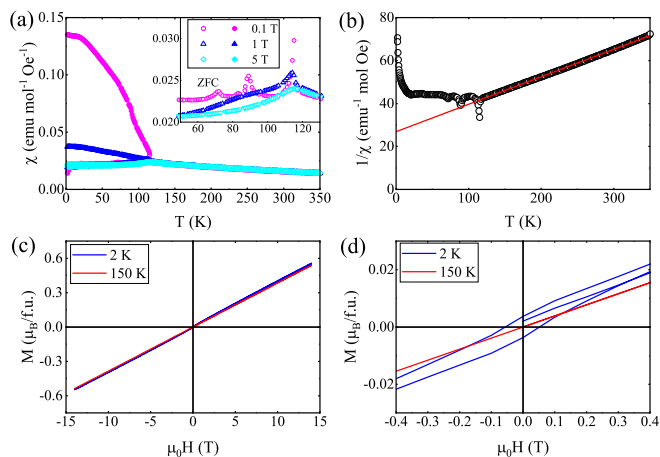 (a)
χ (emu mol⁻¹ Oe⁻¹)
0.15
0.10
0.05
0.00
0 50 100 150 200 250 300 350
T (K)
0.1 T
1 T
5 T
ZFC
0.029
0.026
0.023
0.020
60 80 100 120
(b)
1/χ (emu⁻¹ mol Oe)
80
60
40
20
0
0 100 200 300
T (K)
(c)
M (μB/f.u.)
2 K
150 K
0.6
0.3
0.0
-0.3
-0.6
-15 -10 -5 0 5 10 15
μ₀H (T)
(d)
M (μB/f.u.)
2 K
150 K
0.02
0.00
-0.02
-0.4 -0.3 -0.2 -0.1 0.0 0.1 0.2 0.3 0.4
μ₀H (T)